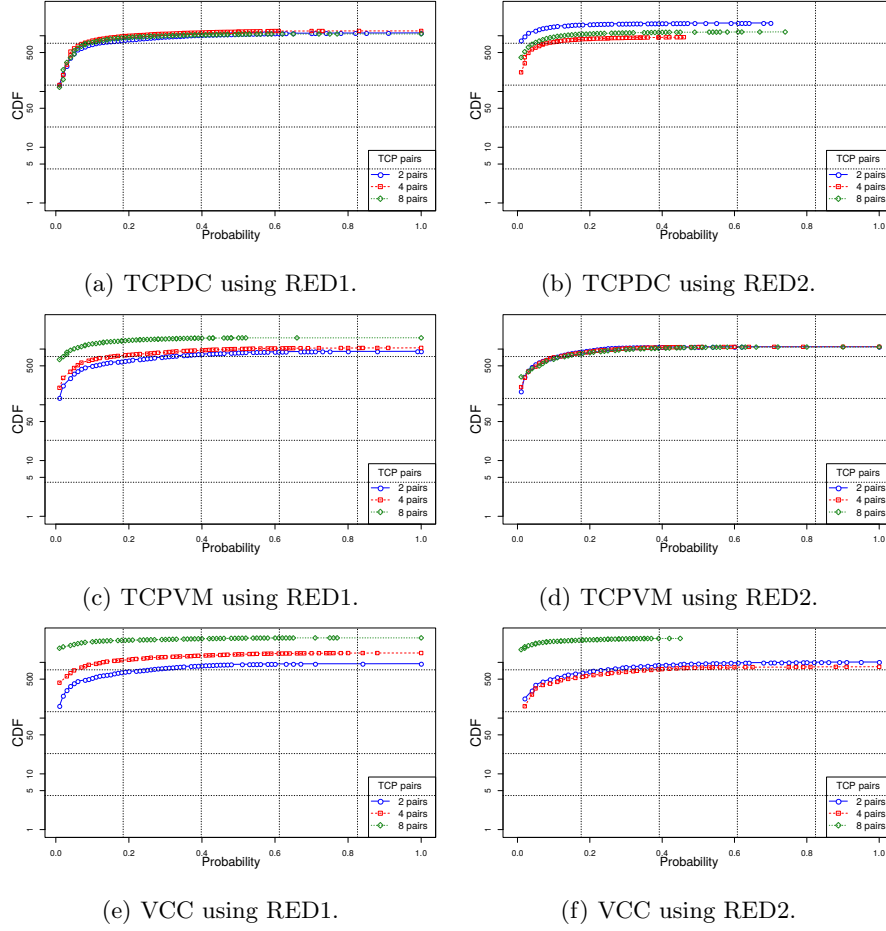 CDF
500
50
10
5
1
TCP pairs
2 pairs
4 pairs
8 pairs
0.0 0.2 0.4 0.6 0.8 1.0
Probability
(a) TCPDC using RED1.
CDF
500
50
10
5
1
TCP pairs
2 pairs
4 pairs
8 pairs
0.0 0.2 0.4 0.6 0.8 1.0
Probability
(b) TCPDC using RED2.
CDF
500
50
10
5
1
TCP pairs
2 pairs
4 pairs
8 pairs
0.0 0.2 0.4 0.6 0.8 1.0
Probability
(c) TCPVM using RED1.
CDF
500
50
10
5
1
TCP pairs
2 pairs
4 pairs
8 pairs
0.0 0.2 0.4 0.6 0.8 1.0
Probability
(d) TCPVM using RED2.
CDF
500
50
10
5
1
TCP pairs
2 pairs
4 pairs
8 pairs
0.0 0.2 0.4 0.6 0.8 1.0
Probability
(e) VCC using RED1.
CDF
500
50
10
5
1
TCP pairs
2 pairs
4 pairs
8 pairs
0.0 0.2 0.4 0.6 0.8 1.0
Probability
(f) VCC using RED2.